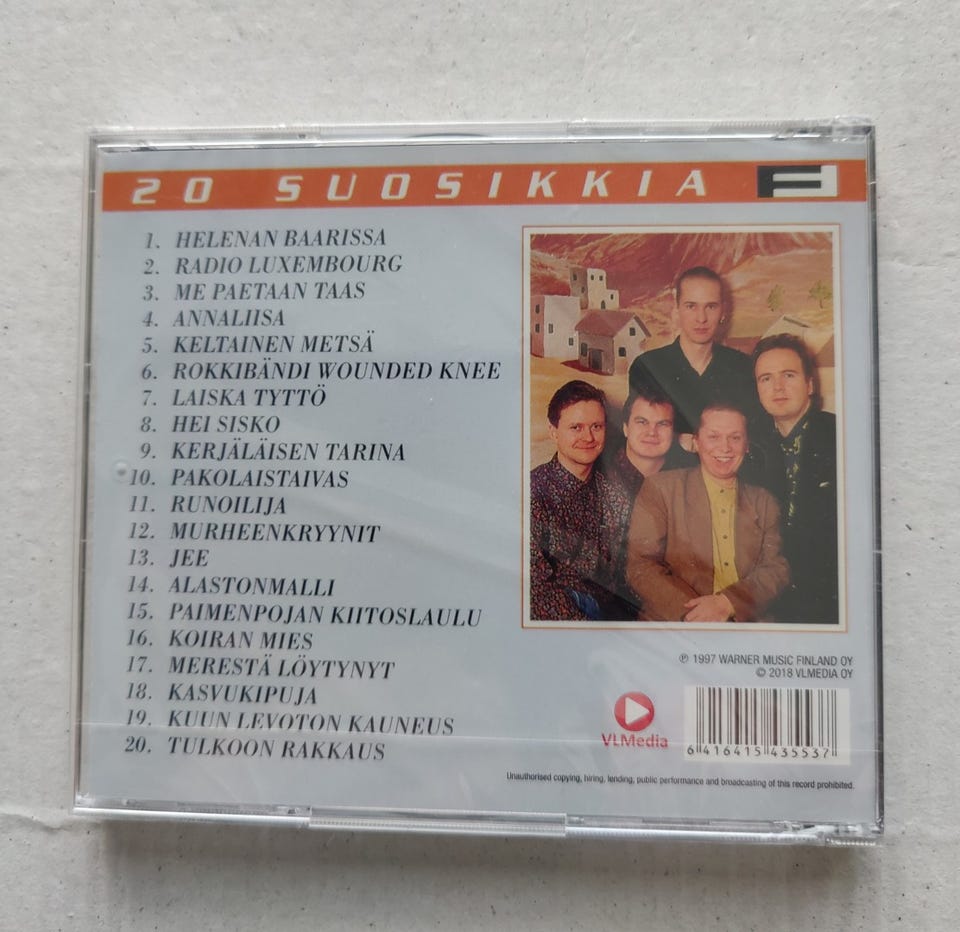 20 SUOSIKKIA F
1. HELENAN BAARISSA
2. RADIO LUXEMBOURG
3. ME PAETAAN TAAS
4. ANNALIISA
5. KELTAINEN METSÄ
6. ROKKIBÄNDI WOUNDED KNEE
7. LAISKA TYTTÖ
8. HEI SISKO
9. KERJÄLÄISEN TARINA
10. PAKOLAISTAIVAS
11. RUNOILIJA
12. MURHEENKRYYNIT
13. JEE
14. ALASTONMALLI
15. PAIMENPOJAN KIITOSLAULU
16. KOIRAN MIES
17. MERESTÄ LÖYTYNYT
18. KASVUKIPUJA
19. KUUN LEVOTON KAUNEUS
20. TULKOON RAKKAUS
℗ 1997 WARNER MUSIC FINLAND OY
© 2018 VLMEDIA OY
VLMedia
6 416415 435537
Unauthorised copying, hiring, lending, public performance and broadcasting of this record prohibited.